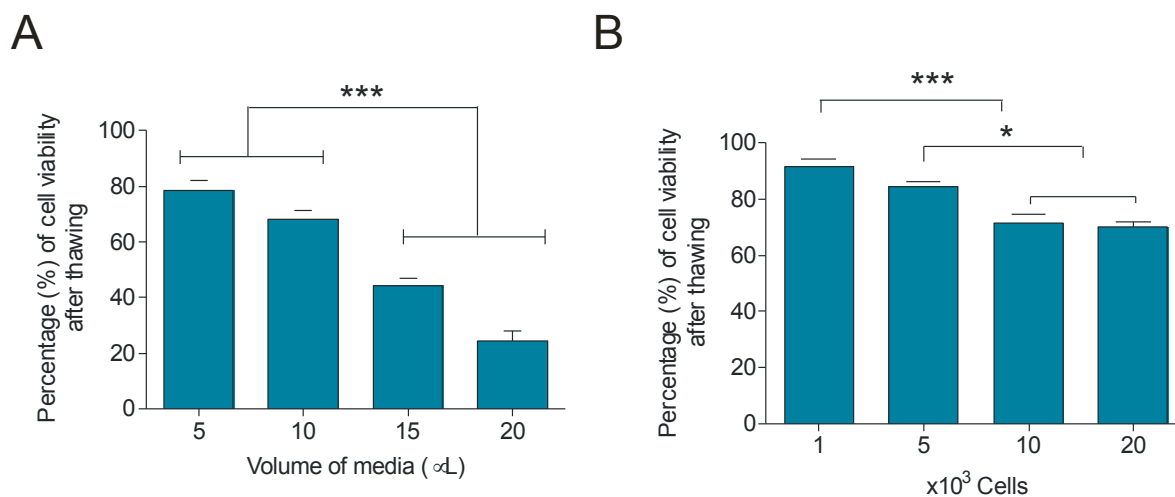 A
***
100
80
60
40
20
0
Percentage (%) of cell viability
after thawing
5 10 15 20
Volume of media (∝L)
B
***
*
100
80
60
40
20
0
Percentage (%) of cell viability
after thawing
1 5 10 20
x10³ Cells